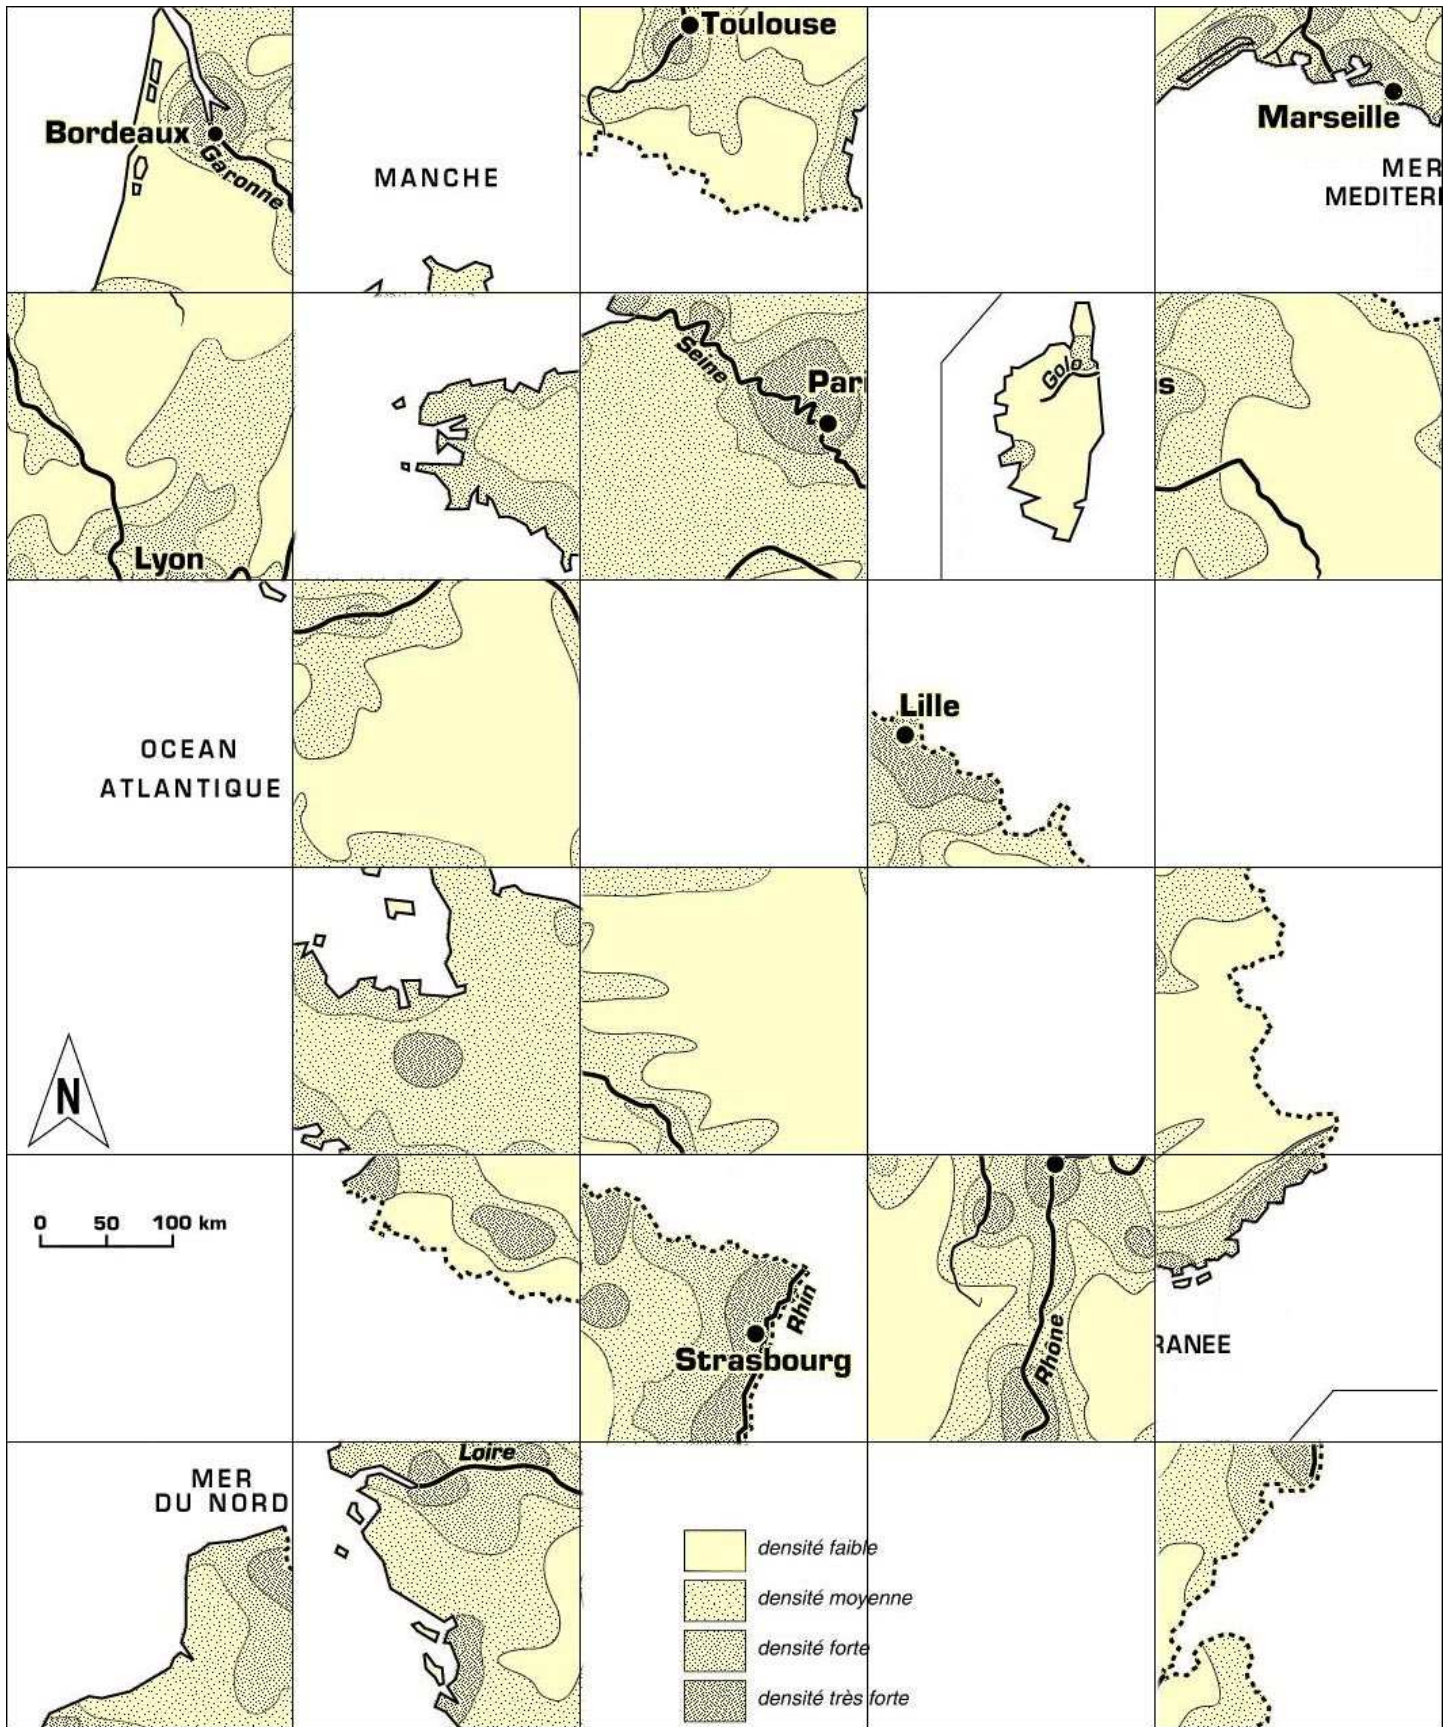 Toulouse
Bordeaux
Garonne
Marseille
MANCHE
MER
MEDITERI
Seine
Golo
Par
s
Lyon
Lille
OCEAN
ATLANTIQUE
N
0 50 100 km
Rhin
Strasbourg
Rhône
RANEE
Loire
MER
DU NORD
densité faible
densité moyenne
densité forte
densité très forte